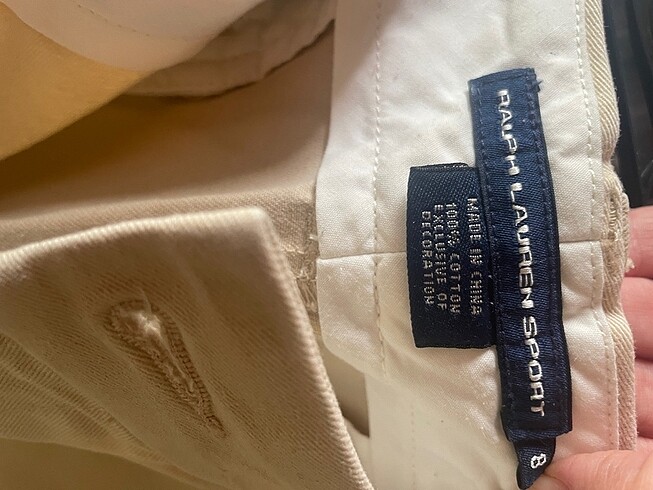 RALPH LAUREN SPORT
8
MADE IN CHINA
100% COTTON
EXCLUSIVE OF
DECORATION